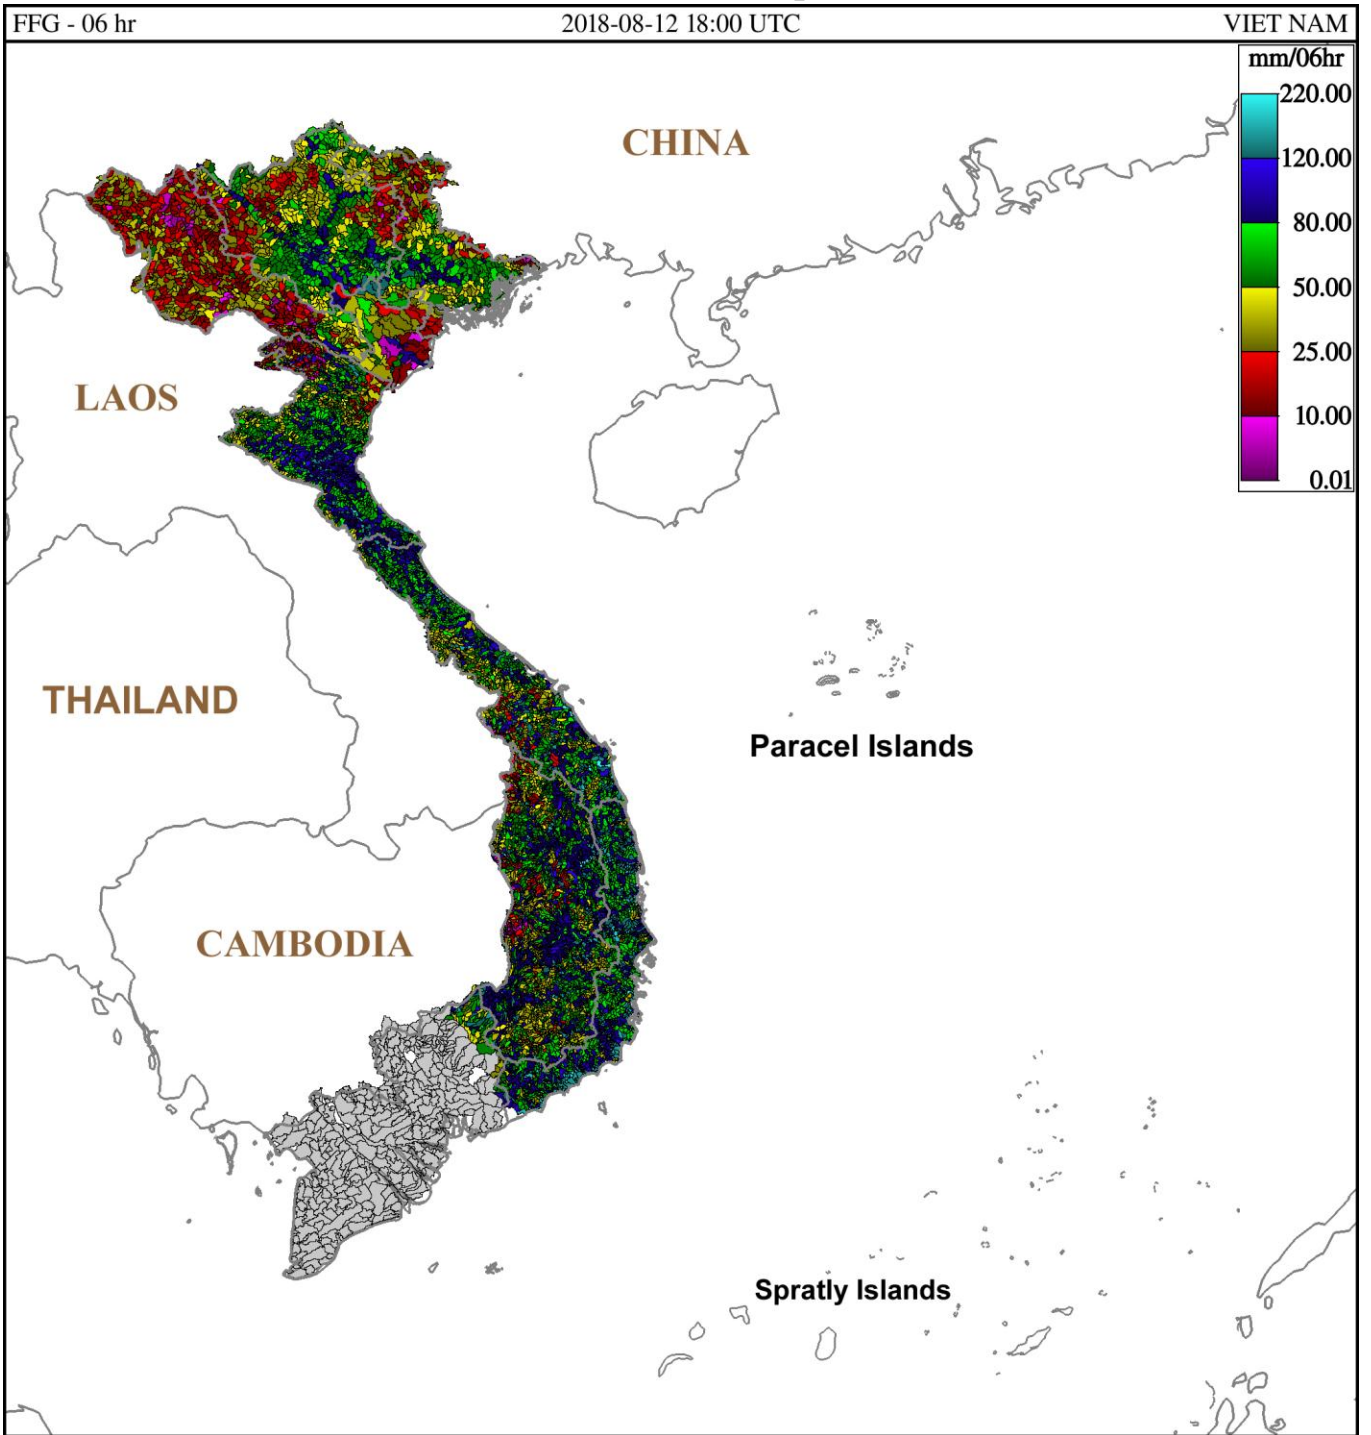 FFG - 06 hr
2018-08-12 18:00 UTC
VIET NAM
mm/06hr
220.00
120.00
80.00
50.00
25.00
10.00
0.01
CHINA
LAOS
THAILAND
Paracel Islands
CAMBODIA
Spratly Islands